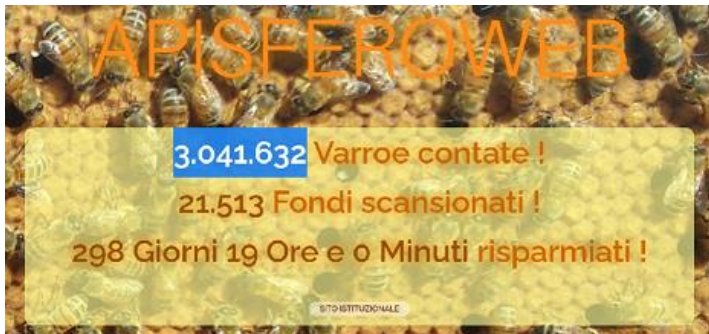 APISFEROWEB
3.041.632 Varroe contate !
21.513 Fondi scansionati !
298 Giorni 19 Ore e 0 Minuti risparmiati !
SITO ISTITUZIONALE